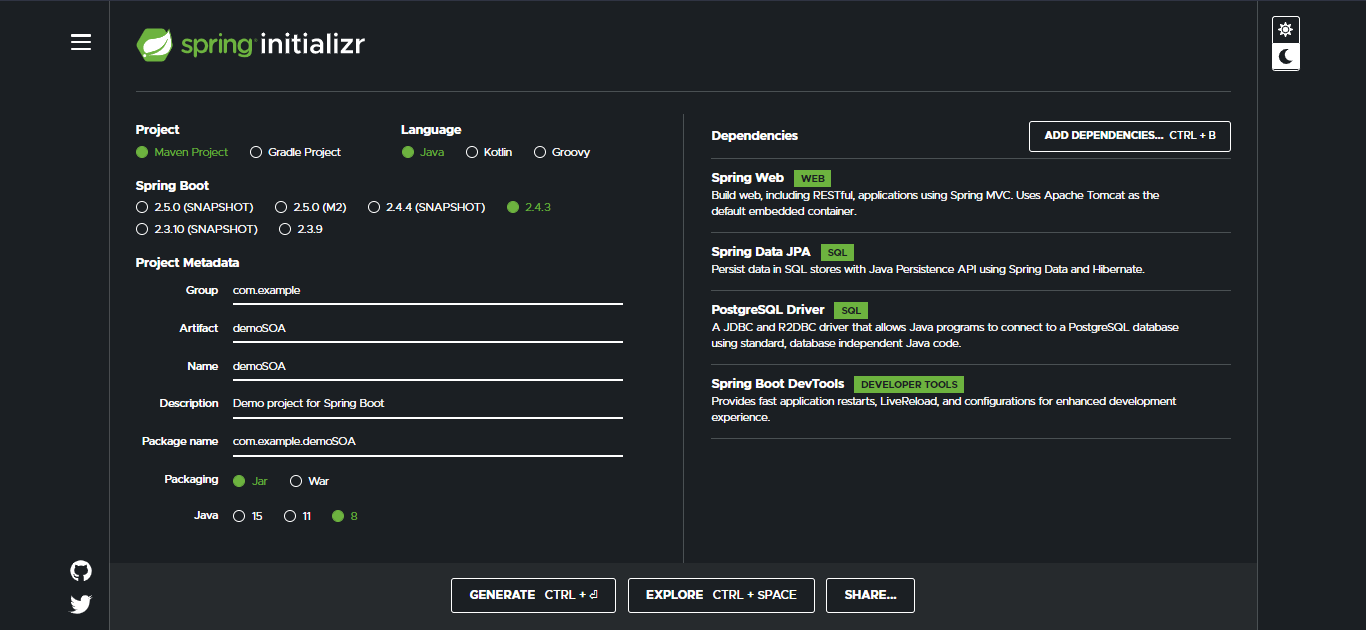 spring initializr
Project
Maven Project Gradle Project
Language
Java Kotlin Groovy
Spring Boot
2.5.0 (SNAPSHOT) 2.5.0 (M2) 2.4.4 (SNAPSHOT) 2.4.3
2.3.10 (SNAPSHOT) 2.3.9
Project Metadata
Group com.example
Artifact demoSOA
Name demoSOA
Description Demo project for Spring Boot
Package name com.example.demoSOA
Packaging Jar War
Java 15 11 8
Dependencies ADD DEPENDENCIES... CTRL + B
Spring Web WEB
Build web, including RESTful, applications using Spring MVC. Uses Apache Tomcat as the
default embedded container.
Spring Data JPA SQL
Persist data in SQL stores with Java Persistence API using Spring Data and Hibernate.
PostgreSQL Driver SQL
A JDBC and R2DBC driver that allows Java programs to connect to a PostgreSQL database
using standard, database independent Java code.
Spring Boot DevTools DEVELOPER TOOLS
Provides fast application restarts, LiveReload, and configurations for enhanced development
experience.
GENERATE CTRL + ⏎ EXPLORE CTRL + SPACE SHARE...